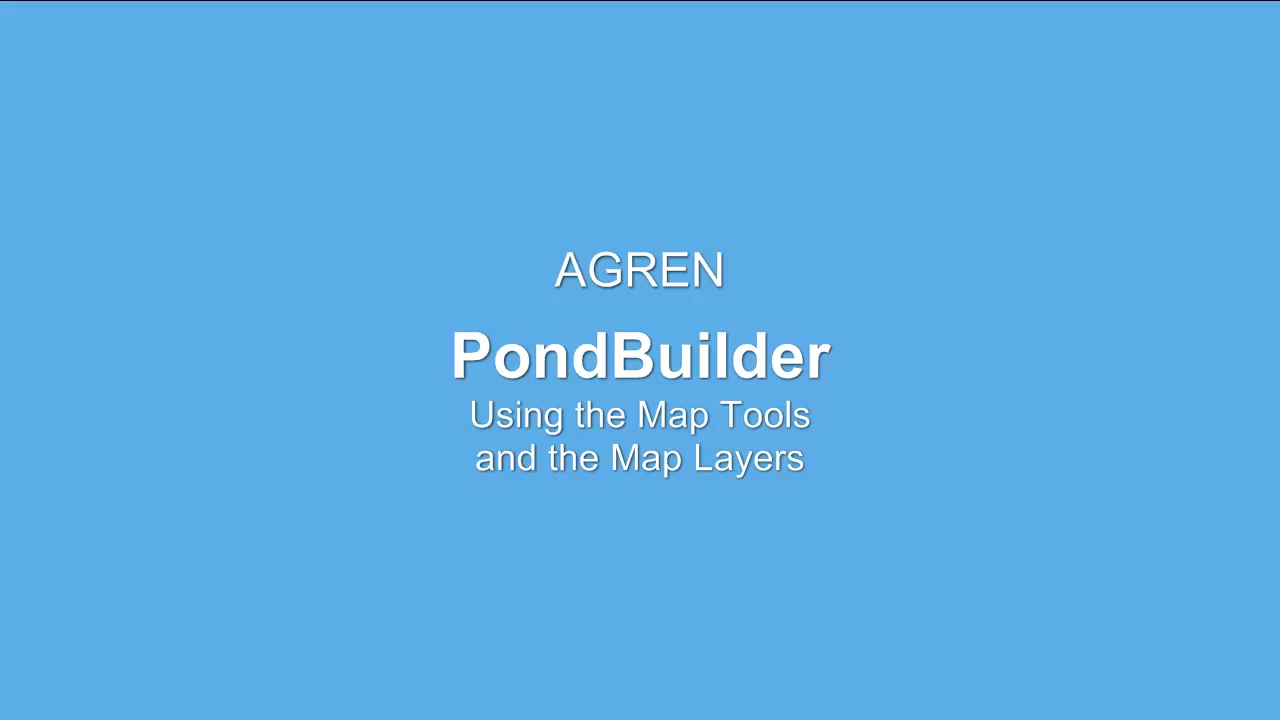 AGREN
PondBuilder
Using the Map Tools
and the Map Layers